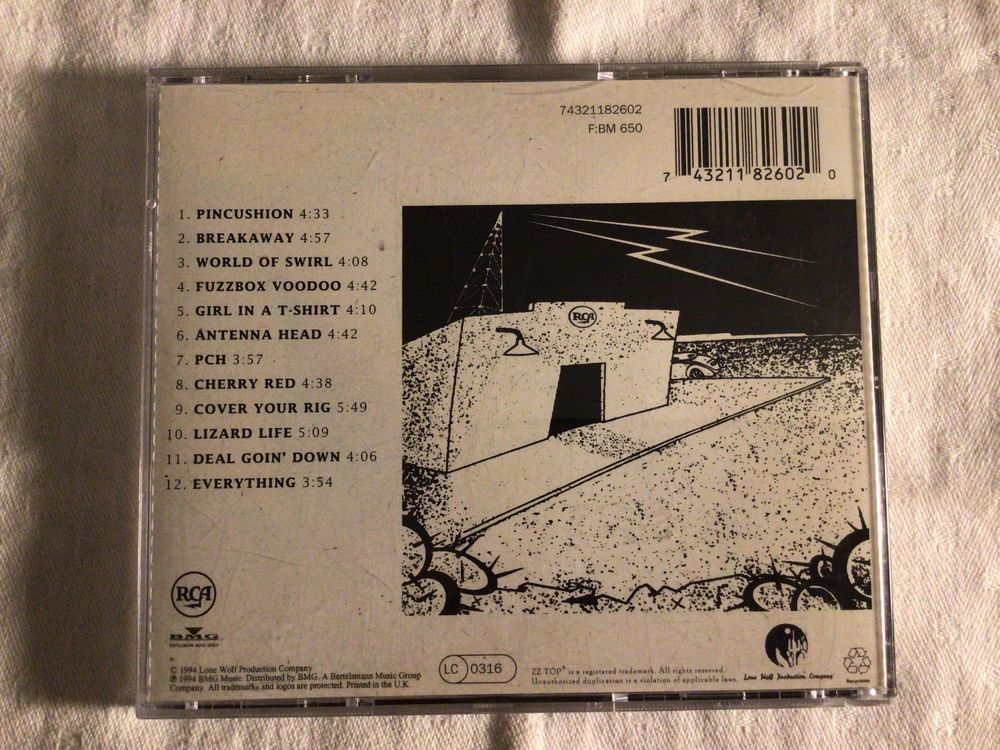 74321182602
F:BM 650
7 43211 82602 0
1. PINCUSHION 4:33
2. BREAKAWAY 4:57
3. WORLD OF SWIRL 4:08
4. FUZZBOX VOODOO 4:42
5. GIRL IN A T-SHIRT 4:10
6. ANTENNA HEAD 4:42
7. PCH 3:57
8. CHERRY RED 4:38
9. COVER YOUR RIG 5:49
10. LIZARD LIFE 5:09
11. DEAL GOIN' DOWN 4:06
12. EVERYTHING 3:54
RCA
RCA
BMG
BERTELSMANN MUSIC GROUP
© 1994 Lone Wolf Production Company
℗ 1994 BMG Music. Distributed by BMG. A Bertelsmann Music Group
Company. All trademarks and logos are protected. Printed in the U.K.
LC 0316
ZZ TOP® is a registered trademark. All rights reserved.
Unauthorized duplication is a violation of applicable laws.
Lone Wolf Production Company